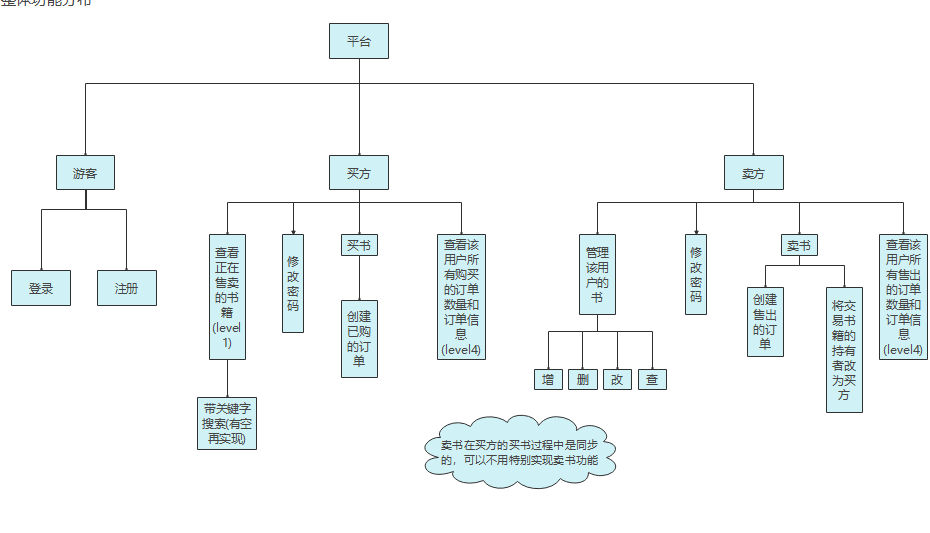 整体功能分布
平台
游客
买方
卖方
登录
注册
查看
正在
售卖
的书
籍
(level
1)
带关键字
搜索(有空
再实现)
修
改
密
码
买书
创建
已购
的订
单
查看该
用户所
有购买
的订单
数量和
订单信
息
(level4)
管理
该用
户的
书
增
删
改
查
修
改
密
码
卖书
创建
售出
的订
单
将交
易书
籍的
持有
者改
为买
方
查看该
用户所
有售出
的订单
数量和
订单信
息
(level4)
卖书在买方的买书过程中是同步
的，可以不用特别实现卖书功能